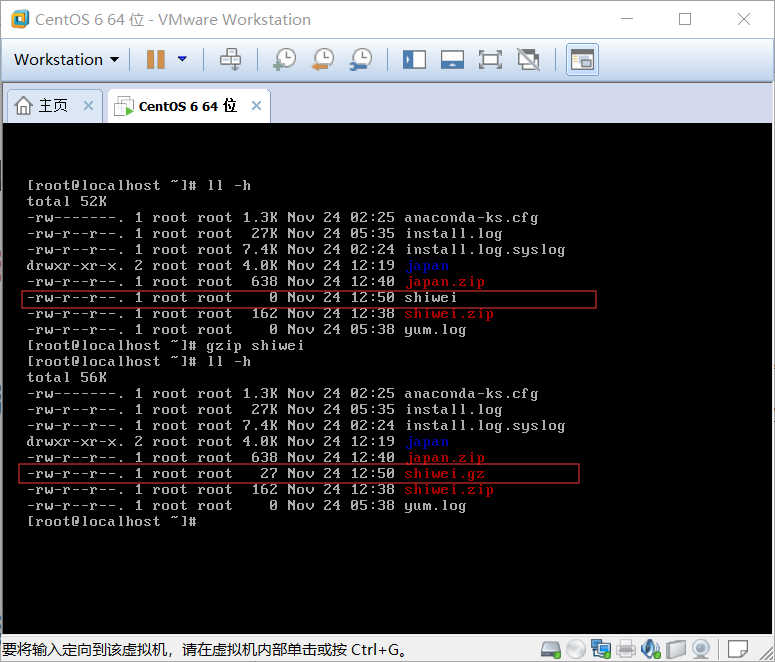 CentOS 6 64 位 - VMware Workstation
Workstation
主页
CentOS 6 64 位
[root@localhost ~]# ll -h
total 52K
-rw-------. 1 root root 1.3K Nov 24 02:25 anaconda-ks.cfg
-rw-r--r--. 1 root root  27K Nov 24 05:35 install.log
-rw-r--r--. 1 root root 7.4K Nov 24 02:24 install.log.syslog
drwxr-xr-x. 2 root root 4.0K Nov 24 12:19 japan
-rw-r--r--. 1 root root  638 Nov 24 12:40 japan.zip
-rw-r--r--. 1 root root    0 Nov 24 12:50 shiwei
-rw-r--r--. 1 root root  162 Nov 24 12:38 shiwei.zip
-rw-r--r--. 1 root root    0 Nov 24 05:38 yum.log
[root@localhost ~]# gzip shiwei
[root@localhost ~]# ll -h
total 56K
-rw-------. 1 root root 1.3K Nov 24 02:25 anaconda-ks.cfg
-rw-r--r--. 1 root root  27K Nov 24 05:35 install.log
-rw-r--r--. 1 root root 7.4K Nov 24 02:24 install.log.syslog
drwxr-xr-x. 2 root root 4.0K Nov 24 12:19 japan
-rw-r--r--. 1 root root  638 Nov 24 12:40 japan.zip
-rw-r--r--. 1 root root   27 Nov 24 12:50 shiwei.gz
-rw-r--r--. 1 root root  162 Nov 24 12:38 shiwei.zip
-rw-r--r--. 1 root root    0 Nov 24 05:38 yum.log
[root@localhost ~]#
要将输入定向到该虚拟机，请在虚拟机内部单击或按 Ctrl+G。